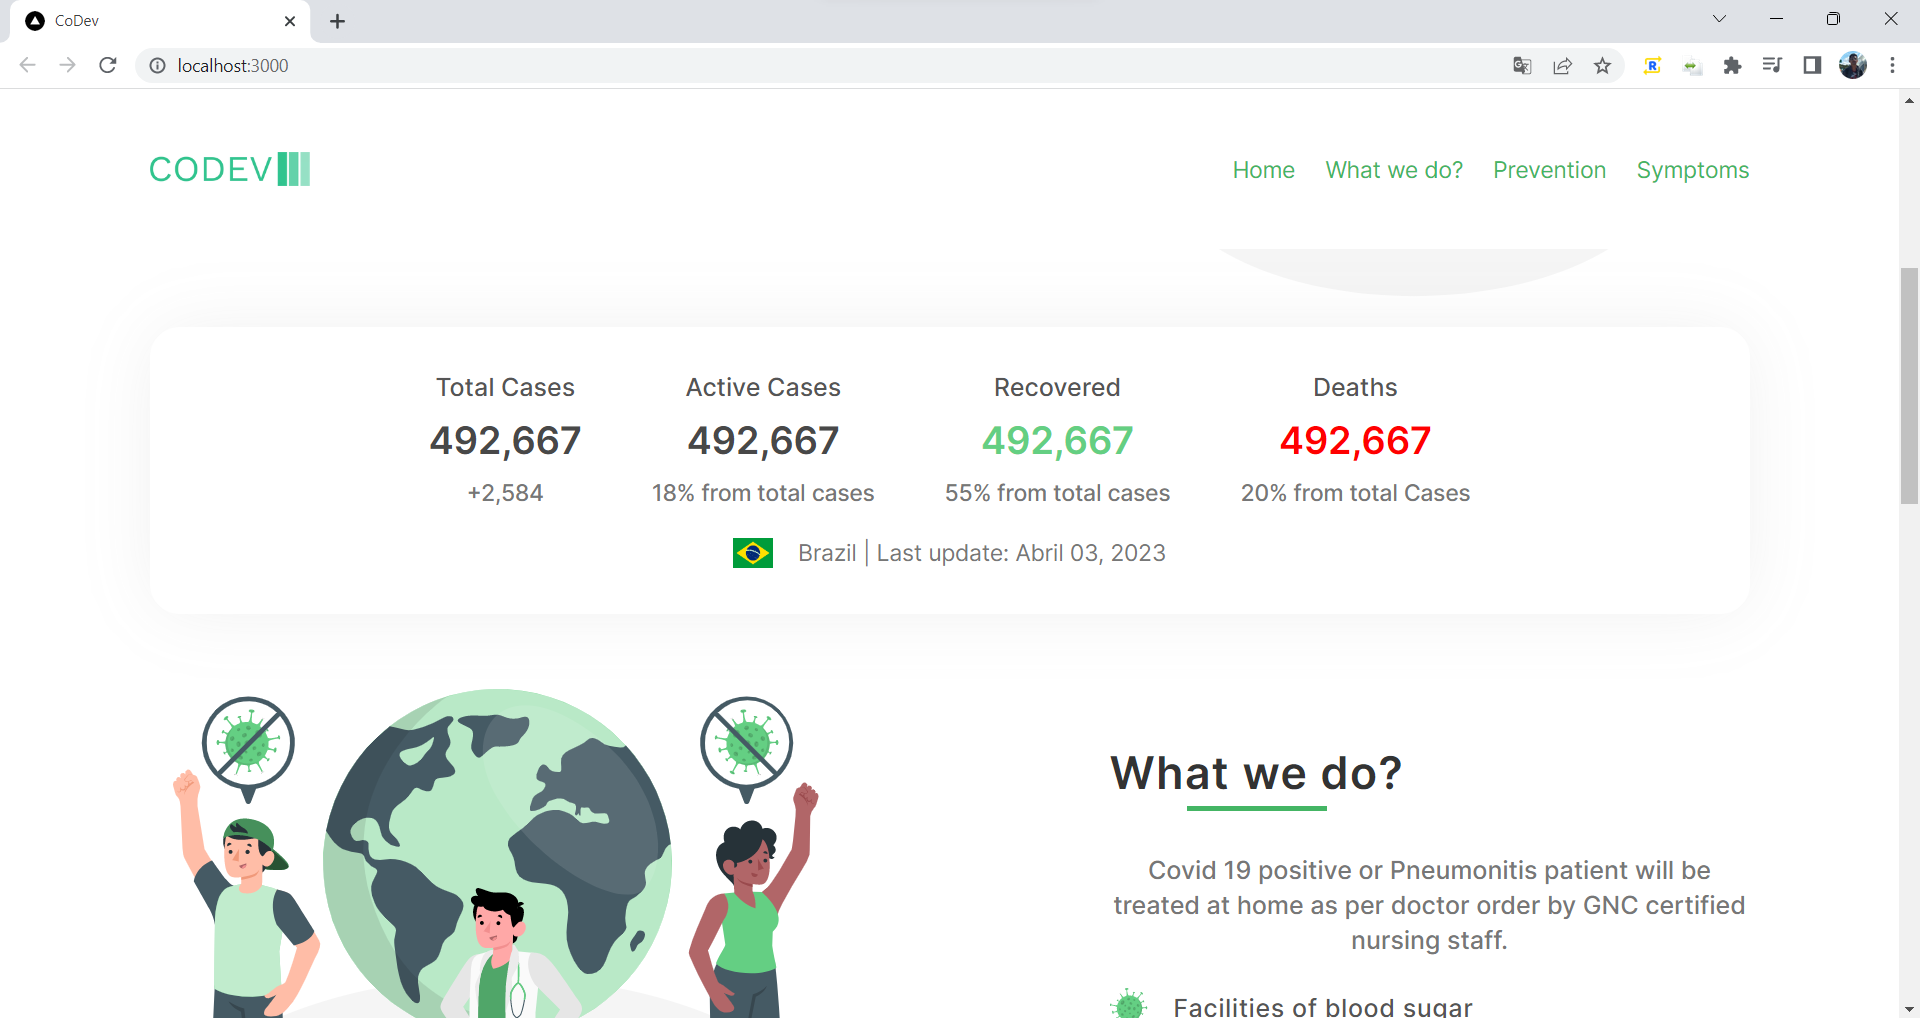 CoDev
localhost:3000
R
CODEV
Home What we do? Prevention Symptoms
Total Cases Active Cases Recovered Deaths
492,667 492,667 492,667 492,667
+2,584 18% from total cases 55% from total cases 20% from total Cases
Brazil | Last update: Abril 03, 2023
What we do?
Covid 19 positive or Pneumonitis patient will be
treated at home as per doctor order by GNC certified
nursing staff.
Facilities of blood sugar